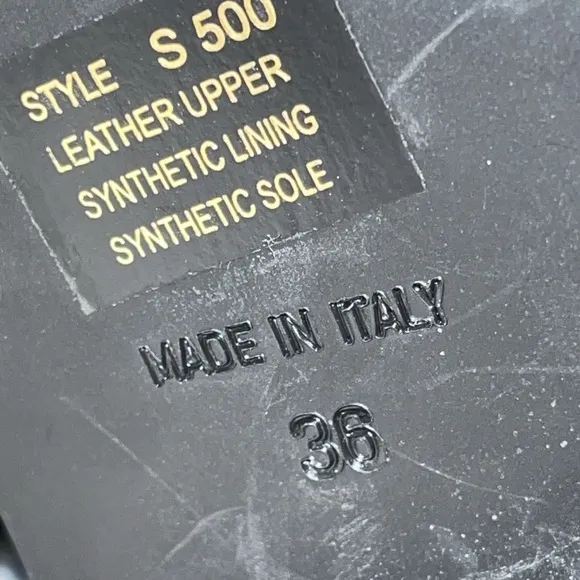 STYLE S 500
LEATHER UPPER
SYNTHETIC LINING
SYNTHETIC SOLE
MADE IN ITALY
36